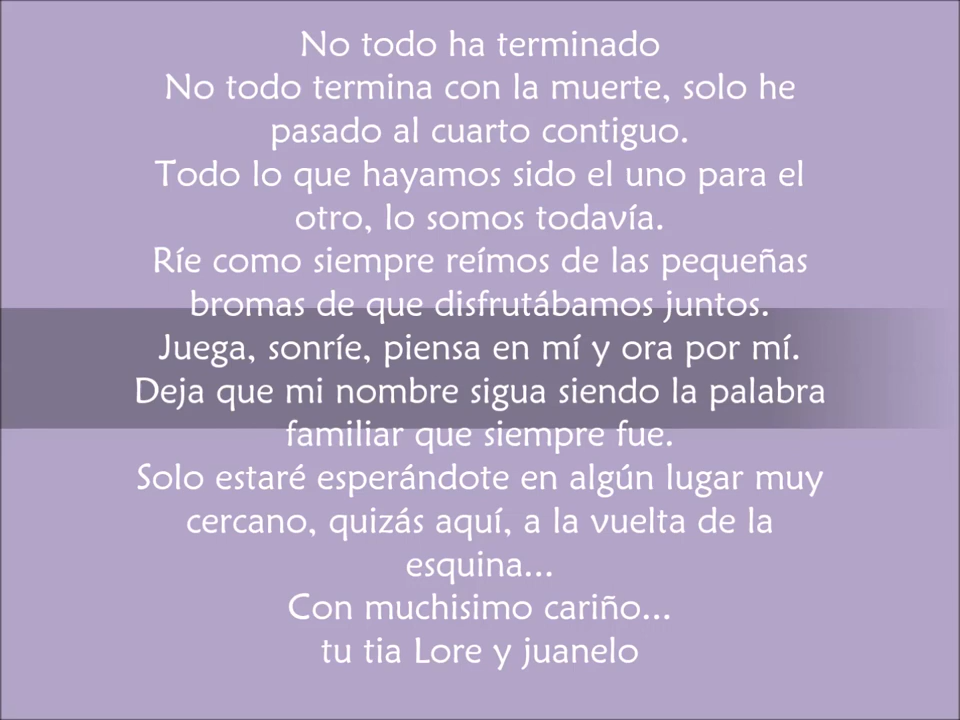 No todo ha terminado
No todo termina con la muerte, solo he
pasado al cuarto contiguo.
Todo lo que hayamos sido el uno para el
otro, lo somos todavía.
Ríe como siempre reímos de las pequeñas
bromas de que disfrutábamos juntos.
Juega, sonríe, piensa en mí y ora por mí.
Deja que mi nombre sigua siendo la palabra
familiar que siempre fue.
Solo estaré esperándote en algún lugar muy
cercano, quizás aquí, a la vuelta de la
esquina...
Con muchisimo cariño...
tu tia Lore y juanelo